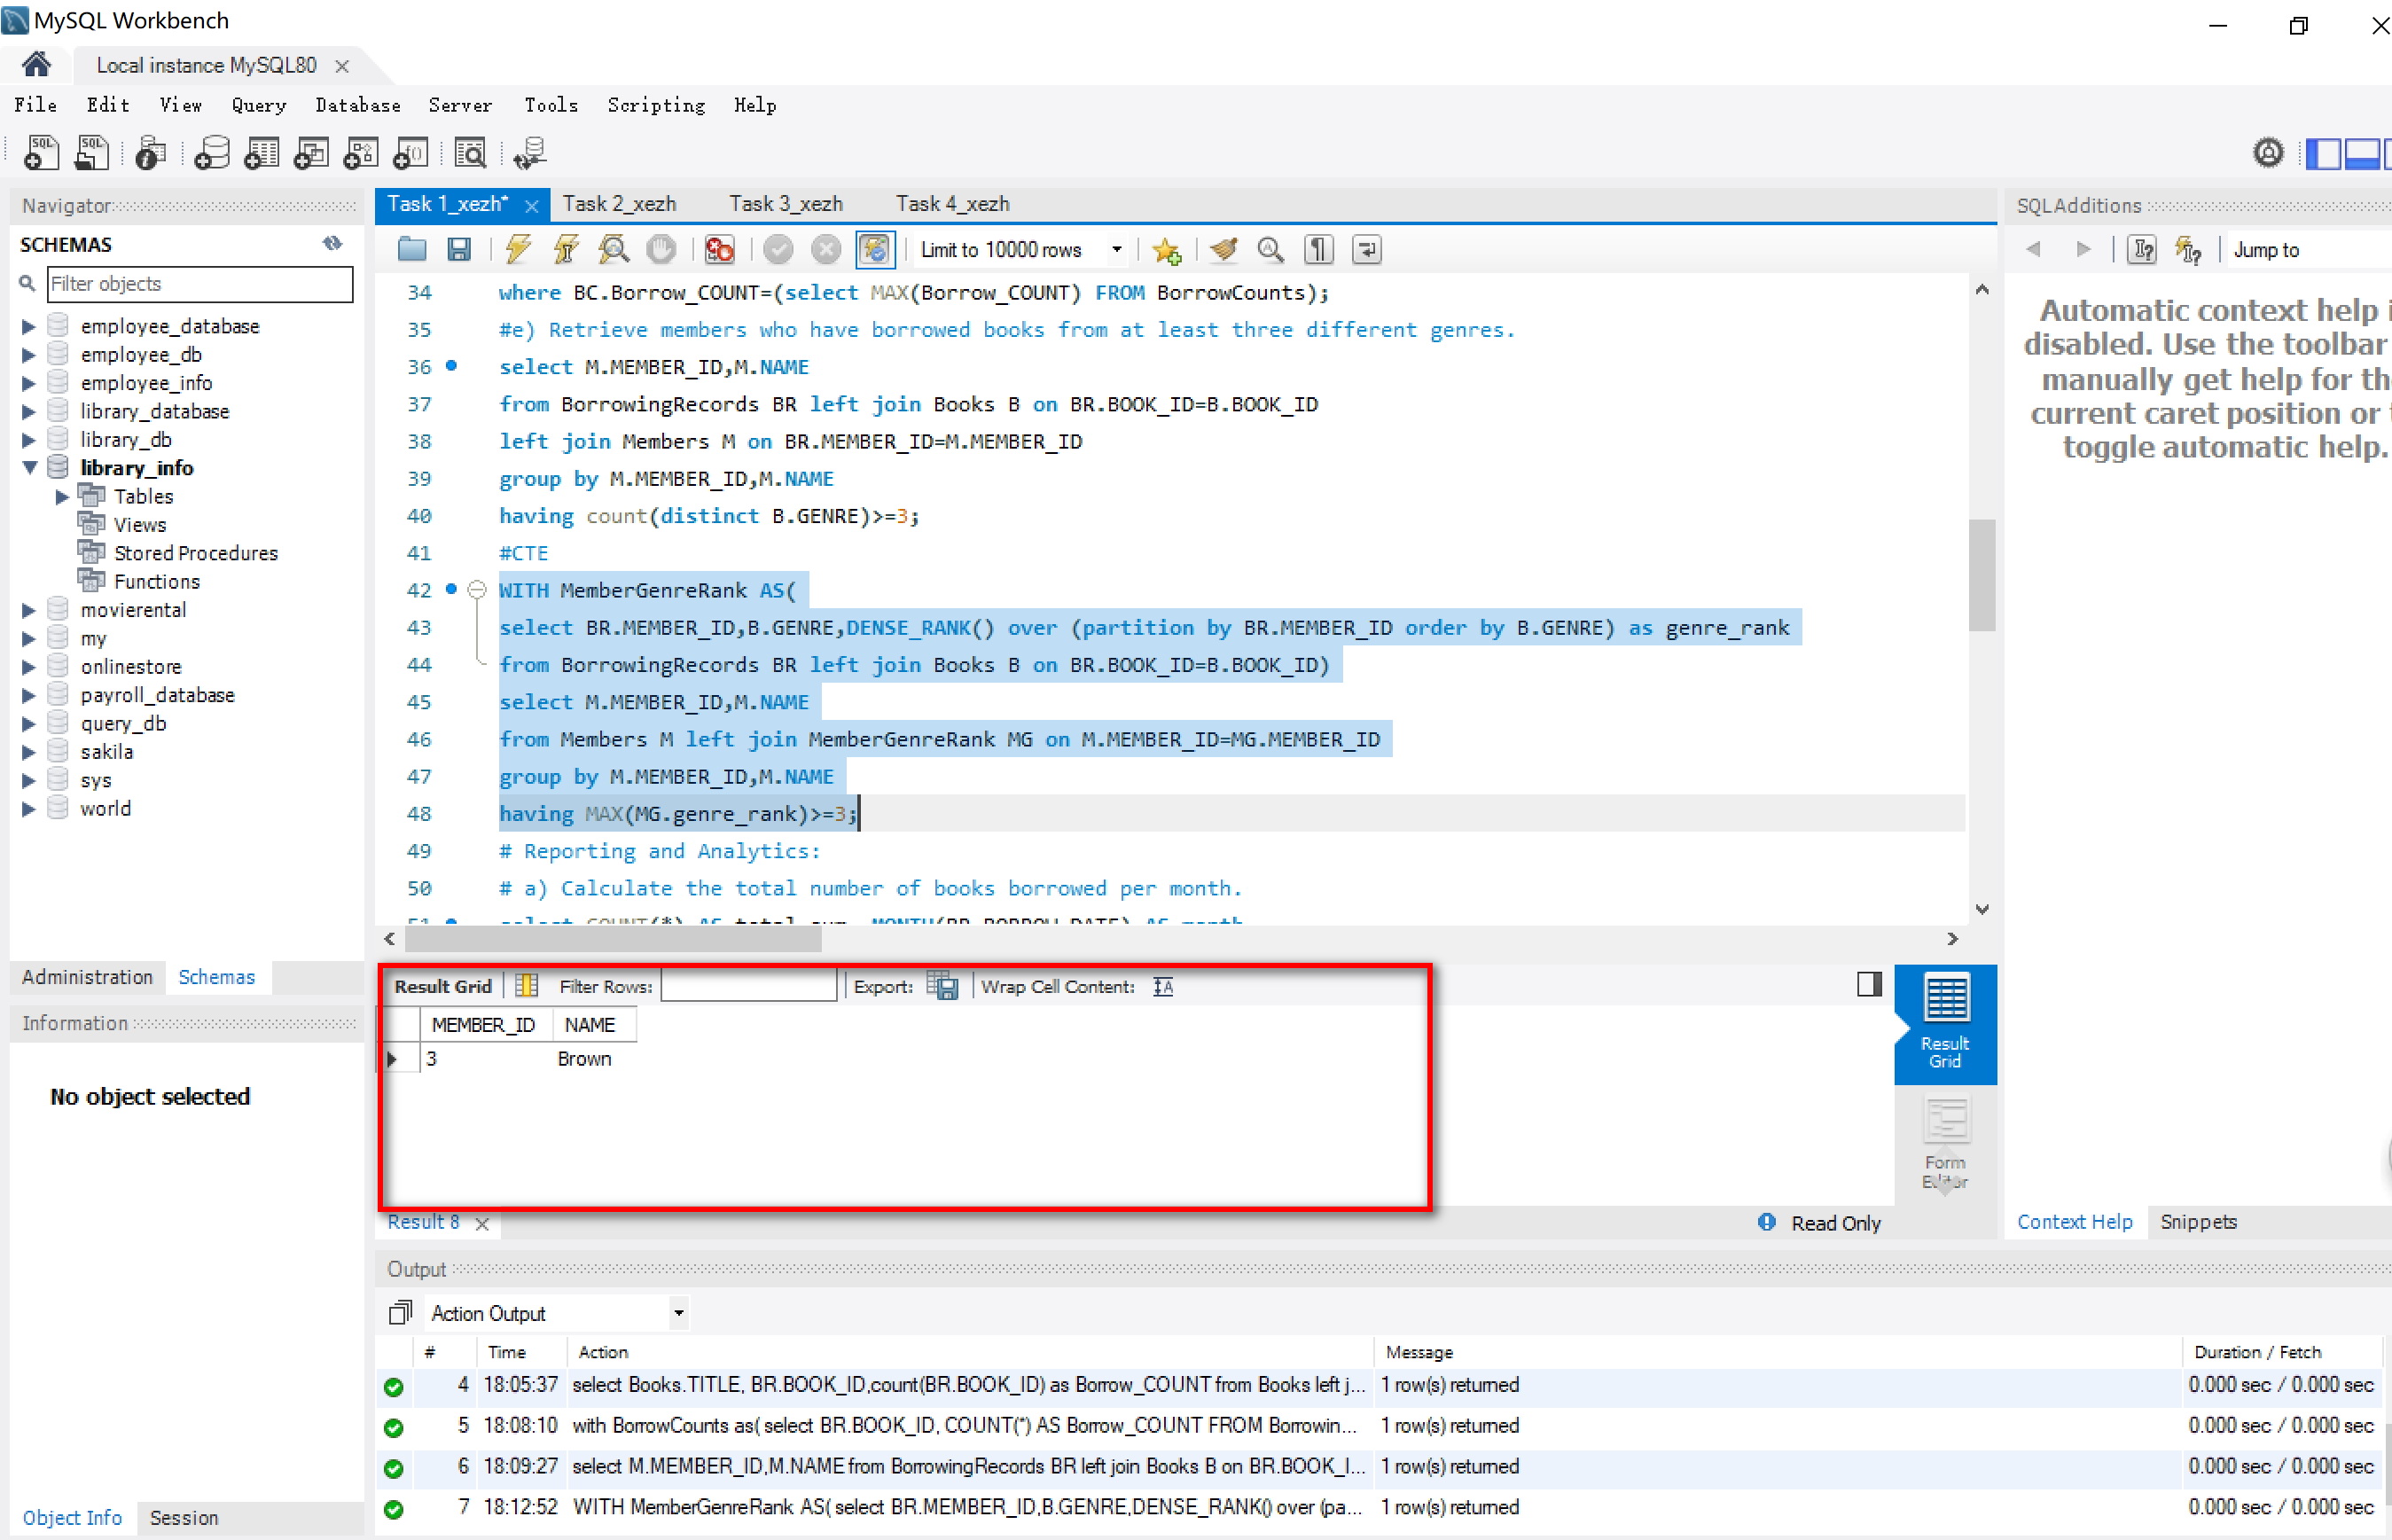 MySQL Workbench
Local instance MySQL80
File Edit View Query Database Server Tools Scripting Help
Navigator
SCHEMAS
Filter objects
employee_database
employee_db
employee_info
library_database
library_db
library_info
Tables
Views
Stored Procedures
Functions
movierental
my
onlinestore
payroll_database
query_db
sakila
sys
world
Administration Schemas
Information
No object selected
Object Info Session
Task 1_xezh* Task 2_xezh Task 3_xezh Task 4_xezh
Limit to 10000 rows
34 where BC.Borrow_COUNT=(select MAX(Borrow_COUNT) FROM BorrowCounts);
35 #e) Retrieve members who have borrowed books from at least three different genres.
36 select M.MEMBER_ID,M.NAME
37 from BorrowingRecords BR left join Books B on BR.BOOK_ID=B.BOOK_ID
38 left join Members M on BR.MEMBER_ID=M.MEMBER_ID
39 group by M.MEMBER_ID,M.NAME
40 having count(distinct B.GENRE)>=3;
41 #CTE
42 WITH MemberGenreRank AS(
43 select BR.MEMBER_ID,B.GENRE,DENSE_RANK() over (partition by BR.MEMBER_ID order by B.GENRE) as genre_rank
44 from BorrowingRecords BR left join Books B on BR.BOOK_ID=B.BOOK_ID)
45 select M.MEMBER_ID,M.NAME
46 from Members M left join MemberGenreRank MG on M.MEMBER_ID=MG.MEMBER_ID
47 group by M.MEMBER_ID,M.NAME
48 having MAX(MG.genre_rank)>=3;
49 # Reporting and Analytics:
50 # a) Calculate the total number of books borrowed per month.
51 select COUNT(*) AS total_sum, MONTH(BR.BORROW_DATE) AS month
Result Grid Filter Rows: Export: Wrap Cell Content:
MEMBER_ID NAME
3 Brown
Result Grid
Form Editor
Result 8
Read Only
SQLAdditions
Jump to
Automatic context help i
disabled. Use the toolbar
manually get help for th
current caret position or t
toggle automatic help.
Context Help Snippets
Output
Action Output
# Time Action Message Duration / Fetch
4 18:05:37 select Books.TITLE, BR.BOOK_ID,count(BR.BOOK_ID) as Borrow_COUNT from Books left j... 1 row(s) returned 0.000 sec / 0.000 sec
5 18:08:10 with BorrowCounts as( select BR.BOOK_ID, COUNT(*) AS Borrow_COUNT FROM Borrowin... 1 row(s) returned 0.000 sec / 0.000 sec
6 18:09:27 select M.MEMBER_ID,M.NAME from BorrowingRecords BR left join Books B on BR.BOOK_I... 1 row(s) returned 0.000 sec / 0.000 sec
7 18:12:52 WITH MemberGenreRank AS( select BR.MEMBER_ID,B.GENRE,DENSE_RANK() over (pa... 1 row(s) returned 0.000 sec / 0.000 sec